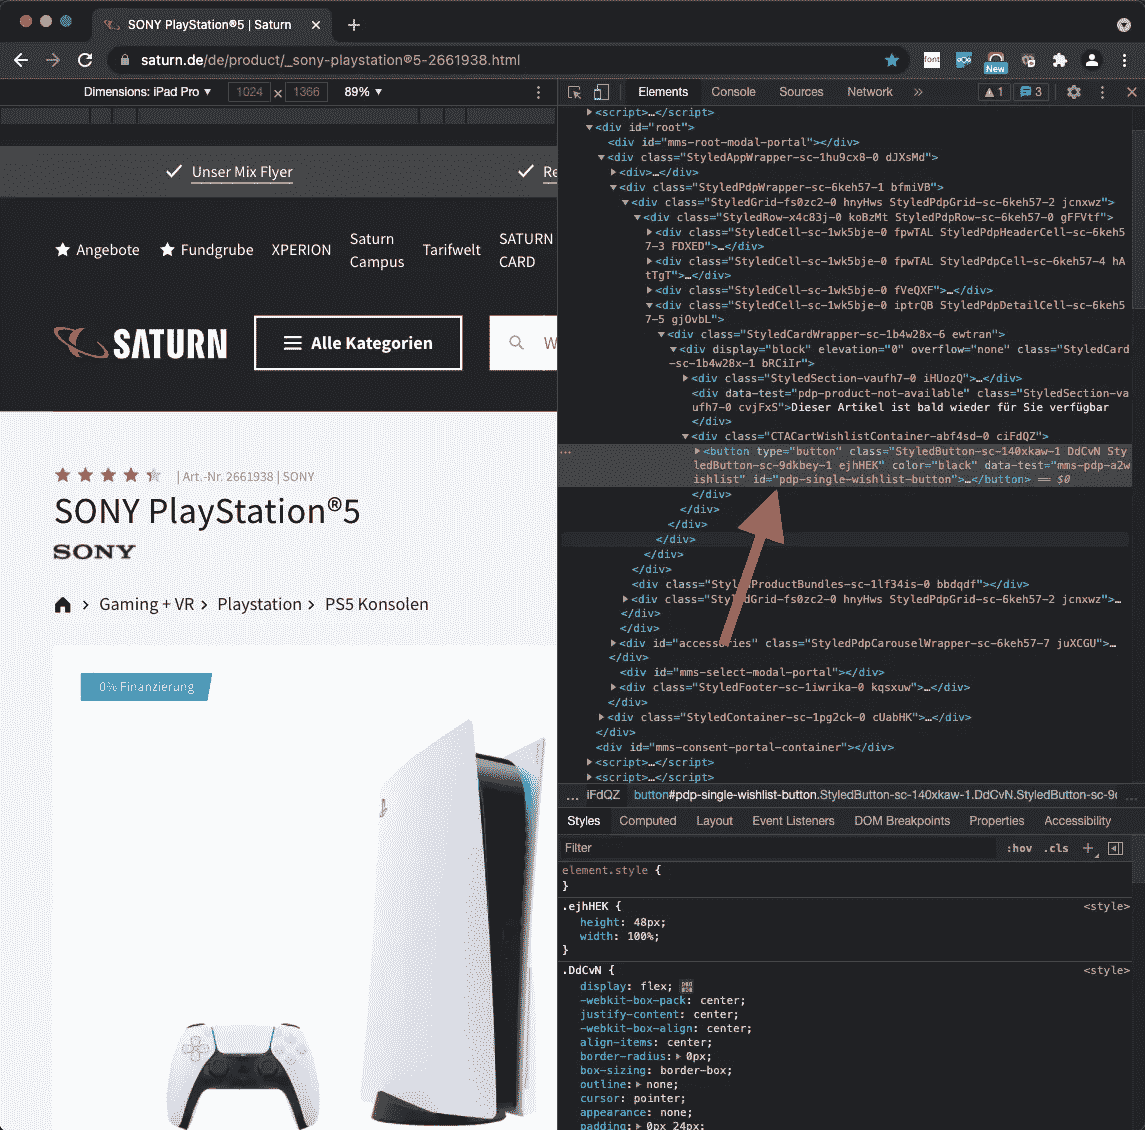 SONY PlayStation®5 | Saturn
saturn.de/de/product/_sony-playstation®5-2661938.html
font
New
Dimensions: iPad Pro ▼ 1024 × 1366 89% ▼
Unser Mix Flyer
Re
Angebote
Fundgrube
XPERION
Saturn
Campus
Tarifwelt
SATURN
CARD
SATURN
Alle Kategorien
W
| Art.-Nr. 2661938 | SONY
SONY PlayStation®5
SONY
Gaming + VR > Playstation > PS5 Konsolen
0% Finanzierung
Elements Console Sources Network » 1 3
<script>…</script>
<div id="root">
<div id="mms-root-modal-portal"></div>
<div class="StyledAppWrapper-sc-1hu9cx8-0 dJXsMd">
<div>…</div>
<div class="StyledPdpWrapper-sc-6keh57-1 bfmiVB">
<div class="StyledGrid-fs0zc2-0 hnyHws StyledPdpGrid-sc-6keh57-2 jcnxwz">
<div class="StyledRow-x4c83j-0 koBzMt StyledPdpRow-sc-6keh57-0 gFFVtf">
<div class="StyledCell-sc-1wk5bje-0 fpwTAL StyledPdpHeaderCell-sc-6keh5
7-3 FDXED">…</div>
<div class="StyledCell-sc-1wk5bje-0 fpwTAL StyledPdpCell-sc-6keh57-4 hA
tTgT">…</div>
<div class="StyledCell-sc-1wk5bje-0 fVeQXF">…</div>
<div class="StyledCell-sc-1wk5bje-0 iptrQB StyledPdpDetailCell-sc-6keh5
7-5 gjOvbL">
<div class="StyledCardWrapper-sc-1b4w28x-6 ewtran">
<div display="block" elevation="0" overflow="none" class="StyledCard
-sc-1b4w28x-1 bRCiIr">
<div class="StyledSection-vaufh7-0 iHUozQ">…</div>
<div data-test="pdp-product-not-available" class="StyledSection-va
ufh7-0 cvjFxS">Dieser Artikel ist bald wieder für Sie verfügbar
</div>
<div class="CTACartWishlistContainer-abf4sd-0 ciFdQZ">
<button type="button" class="StyledButton-sc-140xkaw-1 DdCvN Sty
ledButton-sc-9dkbey-1 ejhHEK" color="black" data-test="mms-pdp-a2w
ishlist" id="pdp-single-wishlist-button">…</button> == $0
</div>
</div>
</div>
</div>
</div>
</div>
<div class="Sty ProductBundles-sc-1lf34is-0 bbdqdf"></div>
<div class="StyledGrid-fs0zc2-0 hnyHws StyledPdpGrid-sc-6keh57-2 jcnxwz">…
</div>
</div>
<div id="accessories" class="StyledPdpCarouselWrapper-sc-6keh57-7 juXCGU">…
</div>
<div id="mms-select-modal-portal"></div>
<div class="StyledFooter-sc-1iwrika-0 kqsxuw">…</div>
</div>
<div class="StyledContainer-sc-1pg2ck-0 cUabHK">…</div>
</div>
<div id="mms-consent-portal-container"></div>
<script>…</script>
<script>…</script>
… iFdQZ button#pdp-single-wishlist-button.StyledButton-sc-140xkaw-1.DdCvN.StyledButton-sc-9d …
Styles Computed Layout Event Listeners DOM Breakpoints Properties Accessibility
Filter :hov .cls +
element.style {
}
.ejhHEK { <style>
height: 48px;
width: 100%;
}
.DdCvN { <style>
display: flex;
-webkit-box-pack: center;
justify-content: center;
-webkit-box-align: center;
align-items: center;
border-radius: 0px;
box-sizing: border-box;
outline: none;
cursor: pointer;
appearance: none;
padding: 0px 24px;